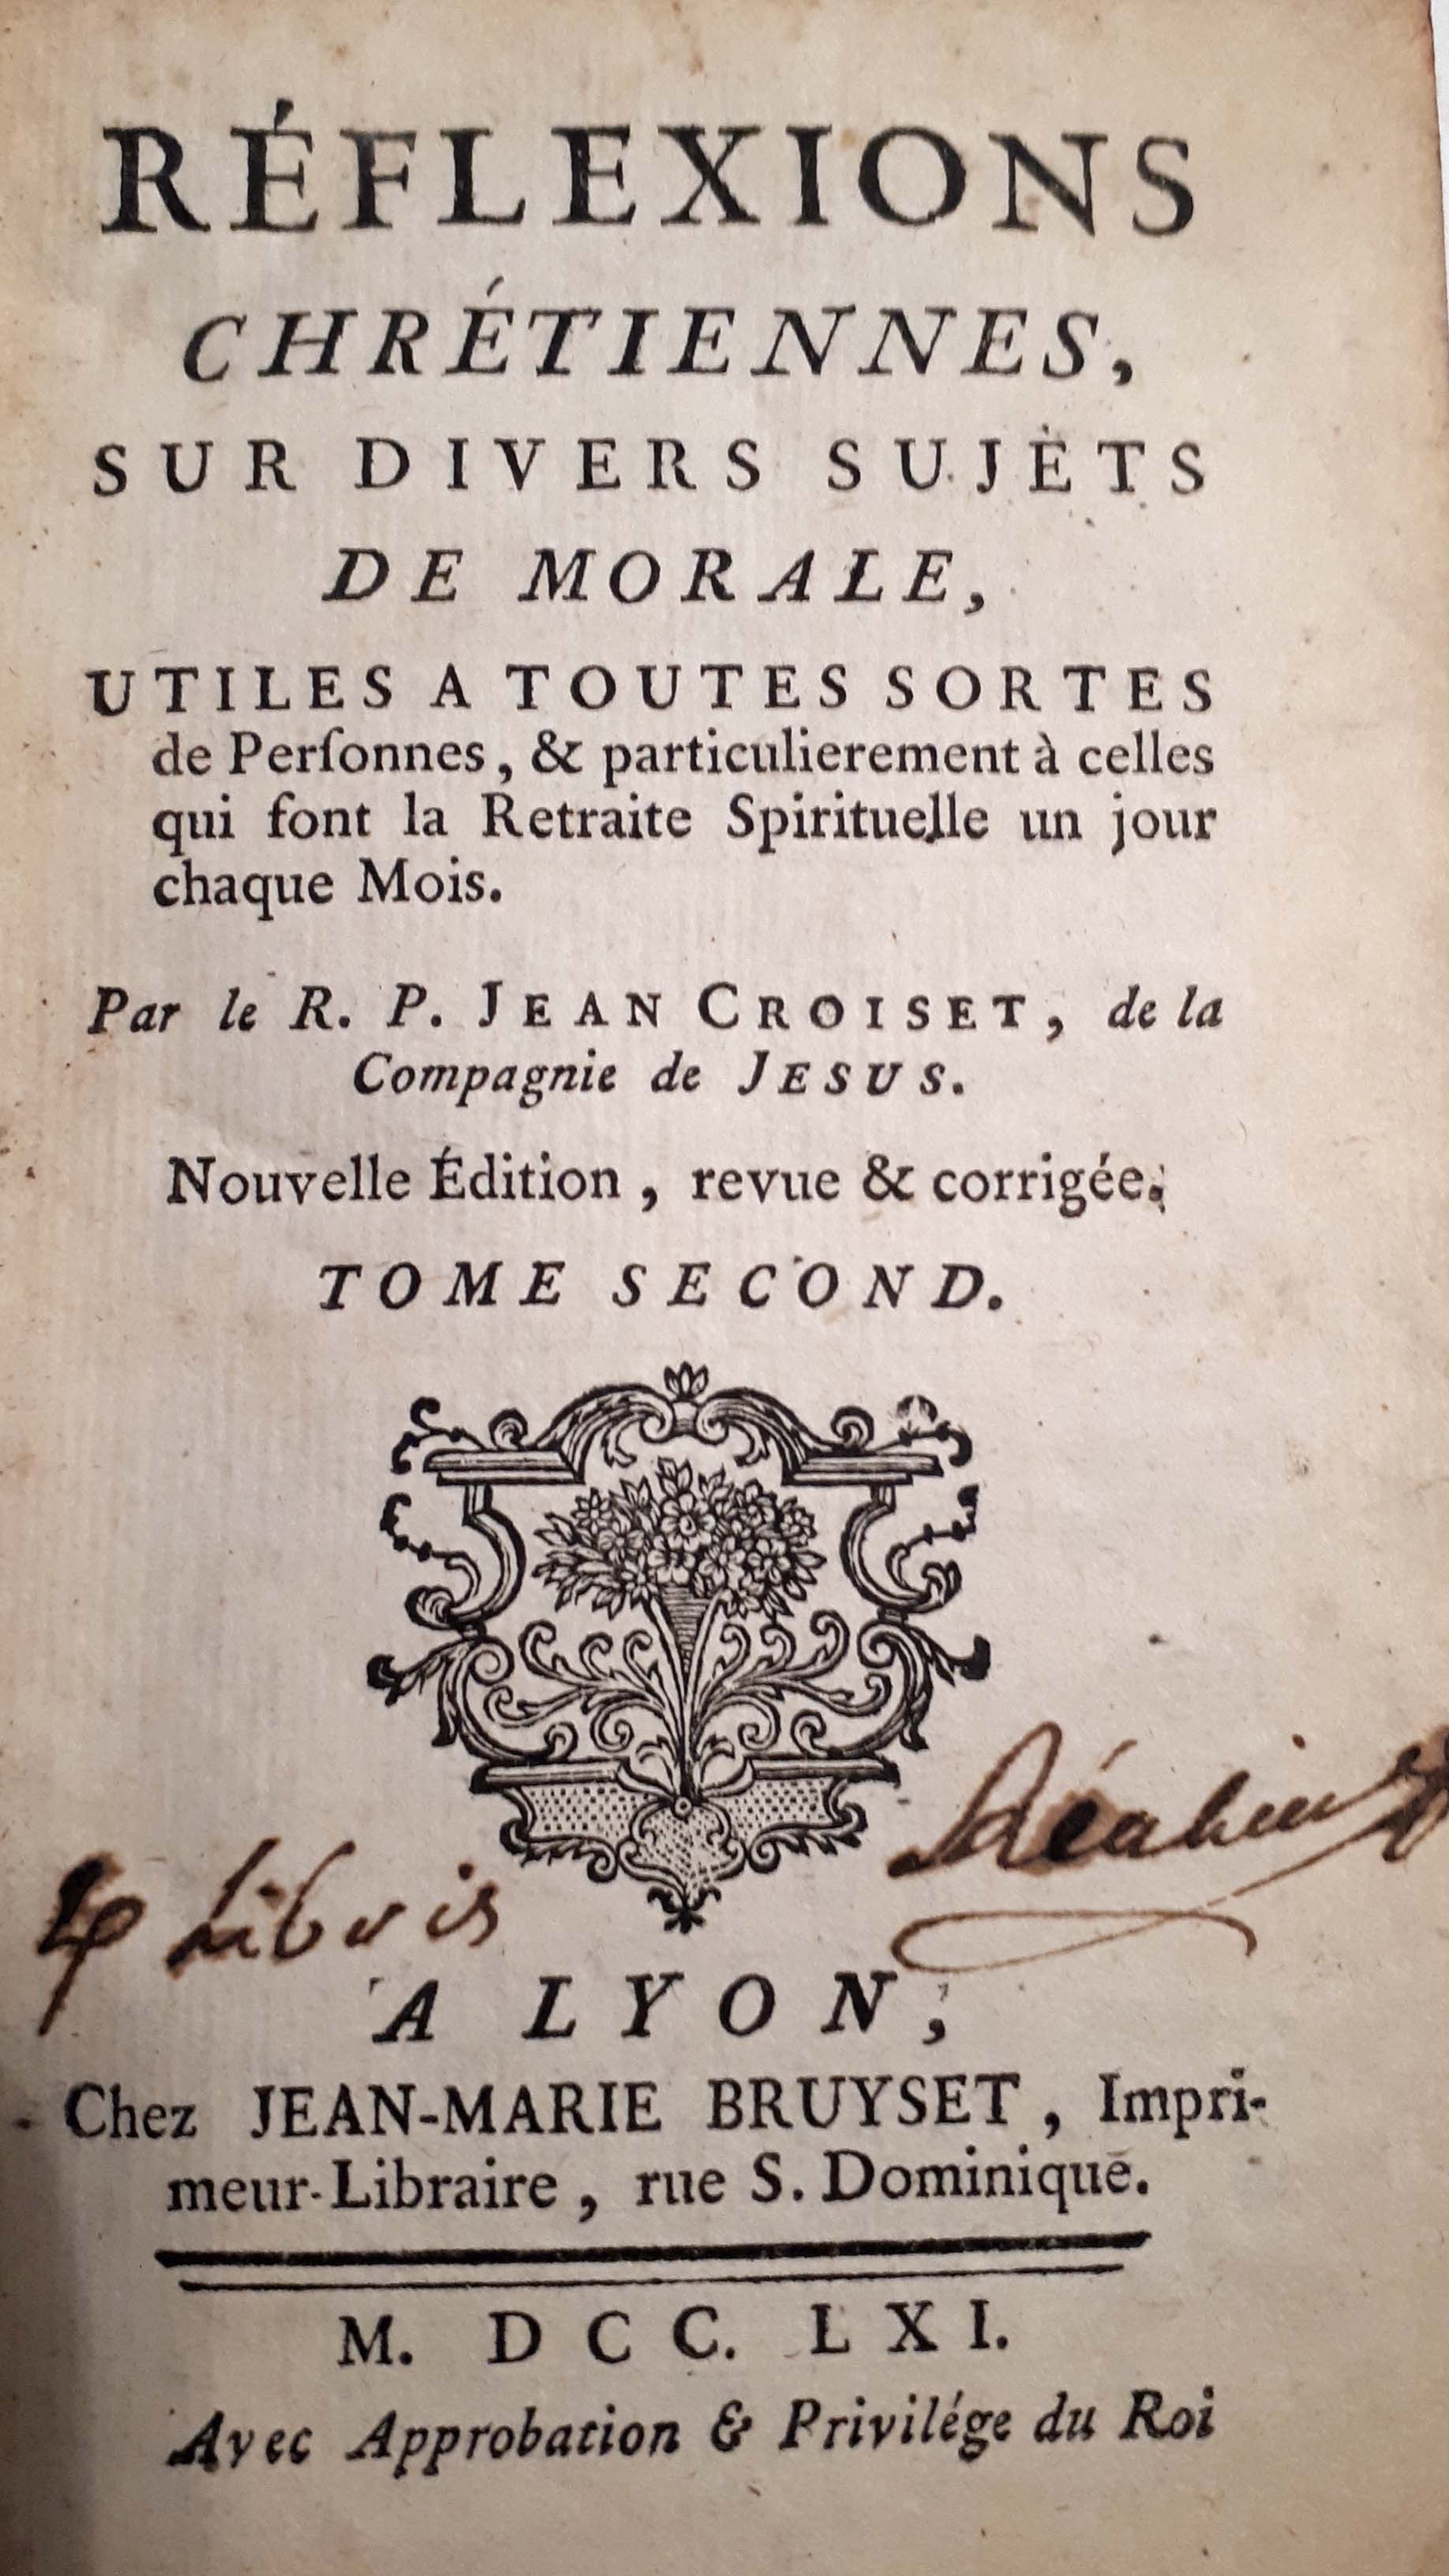 RÉFLEXIONS
CHRÉTIENNES,
SUR DIVERS SUJÈTS
DE MORALE,
UTILES A TOUTES SORTES
de Perſonnes, & particulierement à celles
qui font la Retraite Spirituelle un jour
chaque Mois.
Par le R. P. JEAN CROISET, de la
Compagnie de JESUS.
Nouvelle Édition, revue & corrigée.
TOME SECOND.
Libris
A LYON,
Chez JEAN-MARIE BRUYSET, Impri-
meur-Libraire, rue S. Dominique.
M. DCC. LXI.
Avec Approbation & Privilége du Roi